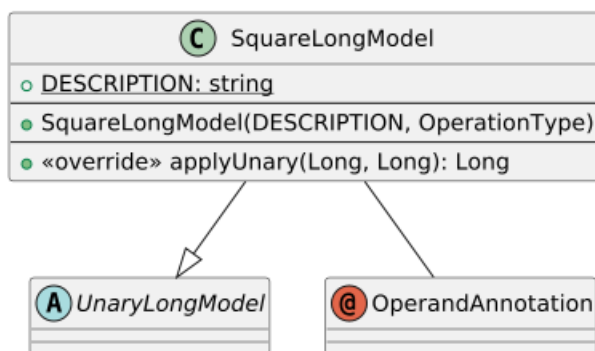 C SquareLongModel
DESCRIPTION: string
SquareLongModel(DESCRIPTION, OperationType)
«override» applyUnary(Long, Long): Long
A UnaryLongModel
@ OperandAnnotation